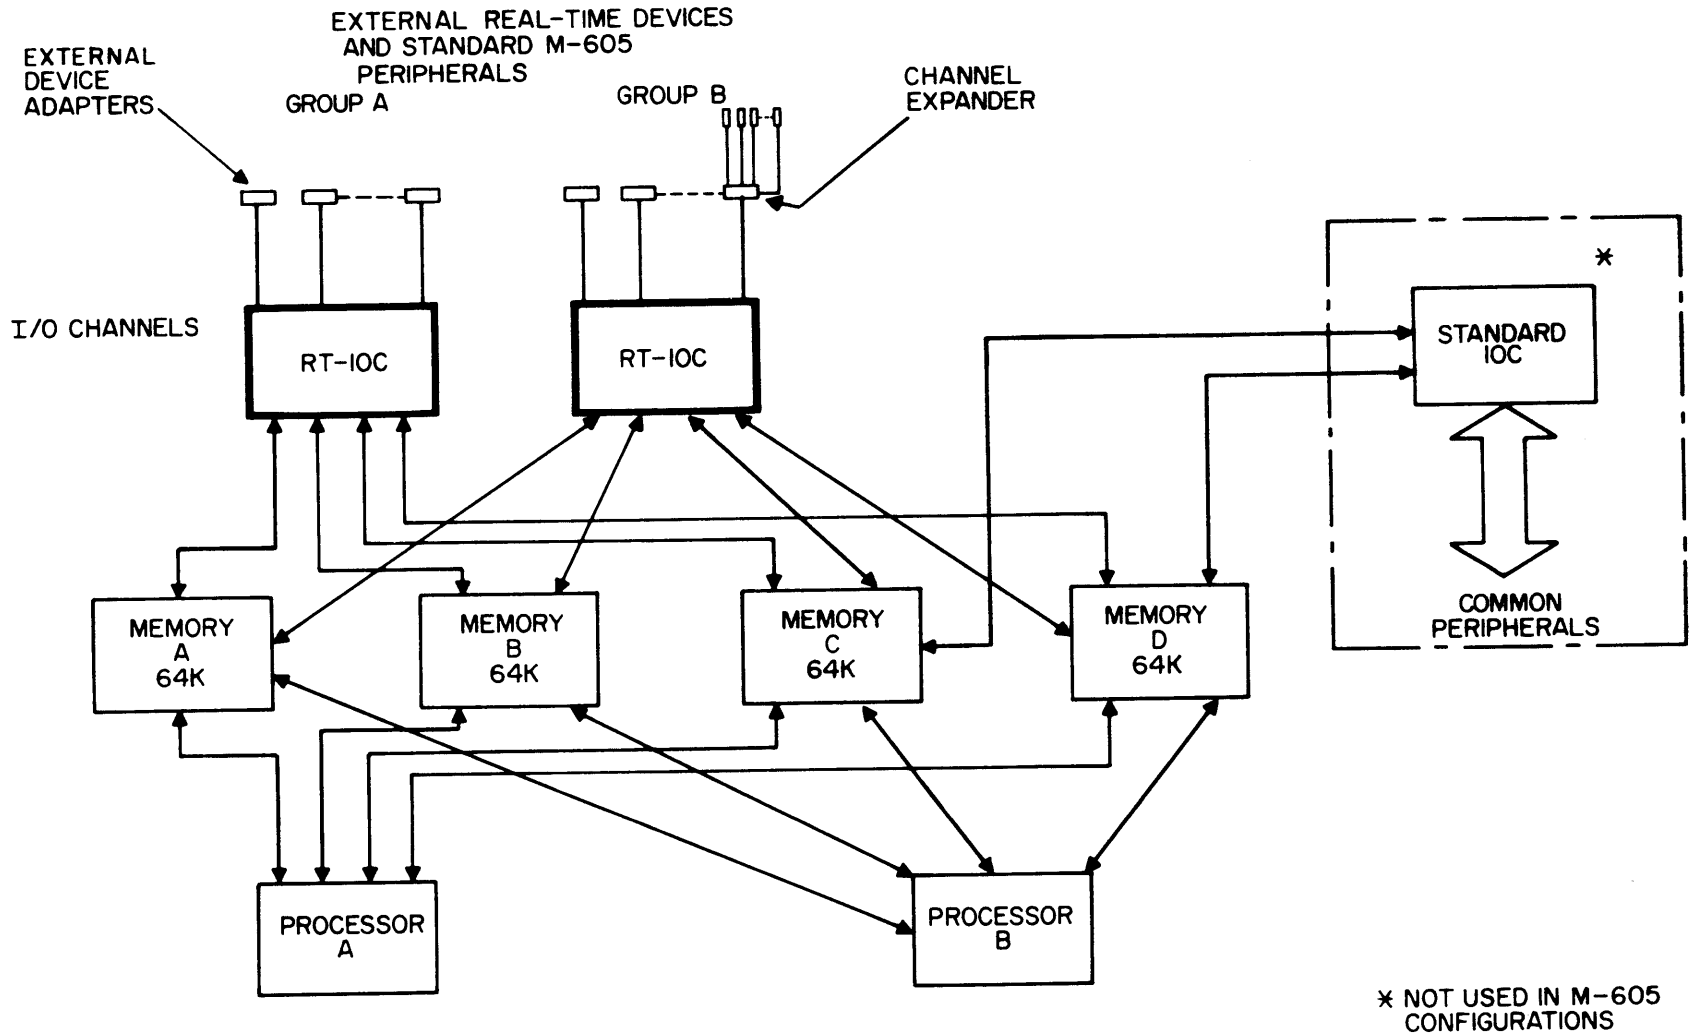 EXTERNAL REAL-TIME DEVICES
AND STANDARD M-605
PERIPHERALS
EXTERNAL
DEVICE
ADAPTERS
GROUP A
GROUP B
CHANNEL
EXPANDER
I/O CHANNELS
RT-IOC
RT-IOC
*
STANDARD
IOC
COMMON
PERIPHERALS
MEMORY
A
64K
MEMORY
B
64K
MEMORY
C
64K
MEMORY
D
64K
PROCESSOR
A
PROCESSOR
B
* NOT USED IN M-605
CONFIGURATIONS